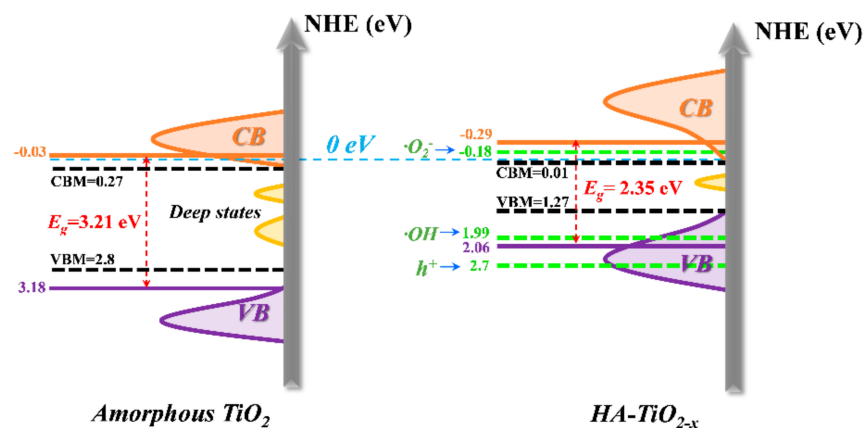 NHE (eV)
CB
-0.03
0 eV
CBM=0.27
Deep states
Eg=3.21 eV
VBM=2.8
3.18
VB
Amorphous TiO2
NHE (eV)
CB
-0.29
·O2-
-0.18
CBM=0.01
Eg= 2.35 eV
VBM=1.27
·OH
1.99
2.06
h+
2.7
VB
HA-TiO2-x